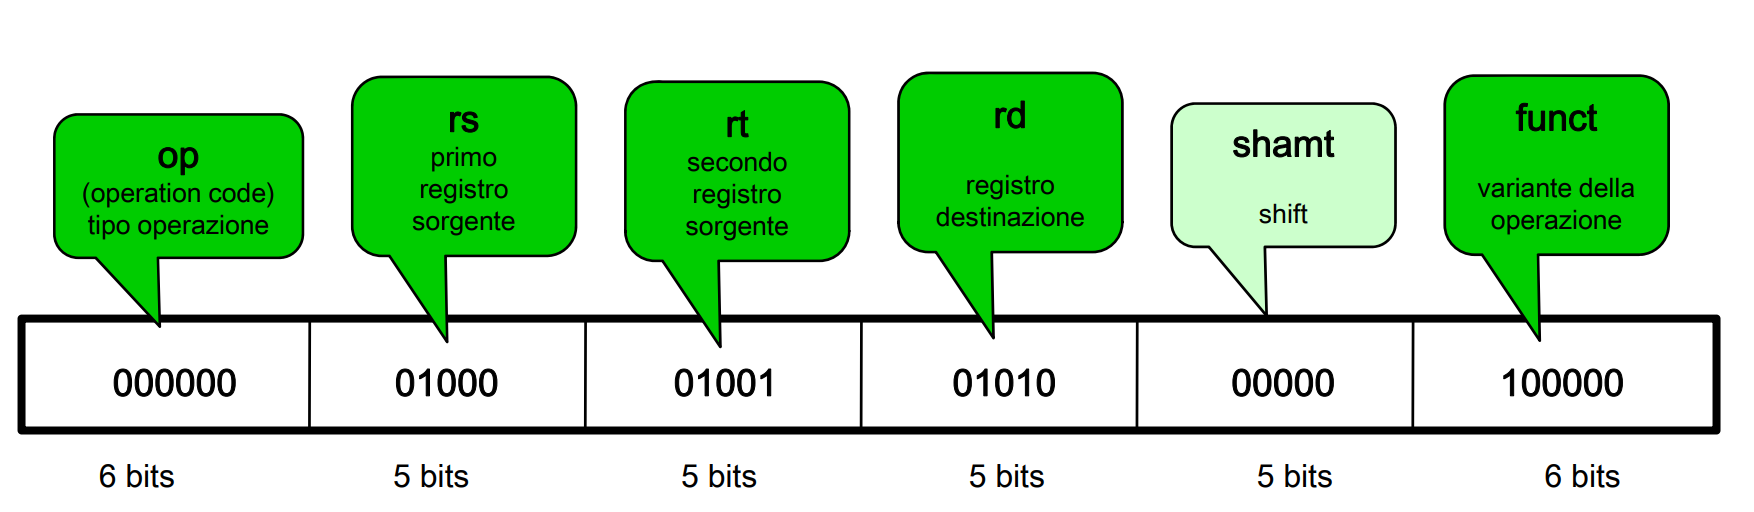 op
(operation code)
tipo operazione
rs
primo
registro
sorgente
rt
secondo
registro
sorgente
rd
registro
destinazione
shamt
shift
funct
variante della
operazione
000000
01000
01001
01010
00000
100000
6 bits
5 bits
5 bits
5 bits
5 bits
6 bits